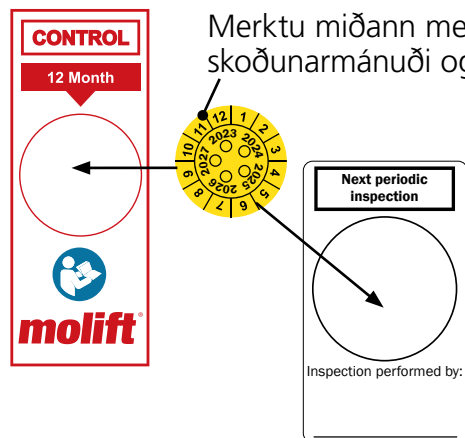 CONTROL
12 Month
Merktu miðann me
skoðunarmánuði og
1 2 3 4 5 6 7 8 9 10 11 12
2023 2024 2025 2026 2027
Next periodic
inspection
molift
Inspection performed by: